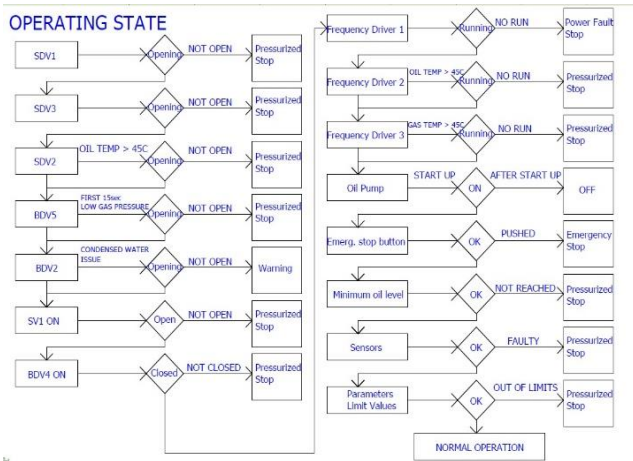 OPERATING STATE
SDV1
Opening
NOT OPEN
Pressurized
Stop
SDV3
Opening
NOT OPEN
Pressurized
Stop
SDV2
OIL TEMP > 45C
Opening
NOT OPEN
Pressurized
Stop
BDV5
FIRST 15sec
LOW GAS PRESSURE
Opening
NOT OPEN
Pressurized
Stop
BDV2
CONDENSED WATER
ISSUE
Opening
NOT OPEN
Warning
SV1 ON
Open
NOT OPEN
Pressurized
Stop
BDV4 ON
Closed
NOT CLOSED
Pressurized
Stop
Frequency Driver 1
Running
NO RUN
Power Fault
Stop
Frequency Driver 2
OIL TEMP > 45C
Running
NO RUN
Pressurized
Stop
Frequency Driver 3
GAS TEMP > 45C
Running
NO RUN
Pressurized
Stop
Oil Pump
START UP
ON
AFTER START UP
OFF
Emerg. stop button
OK
PUSHED
Emergency
Stop
Minimum oil level
OK
NOT REACHED
Pressurized
Stop
Sensors
OK
FAULTY
Pressurized
Stop
Parameters
Limit Values
OK
OUT OF LIMITS
Pressurized
Stop
NORMAL OPERATION